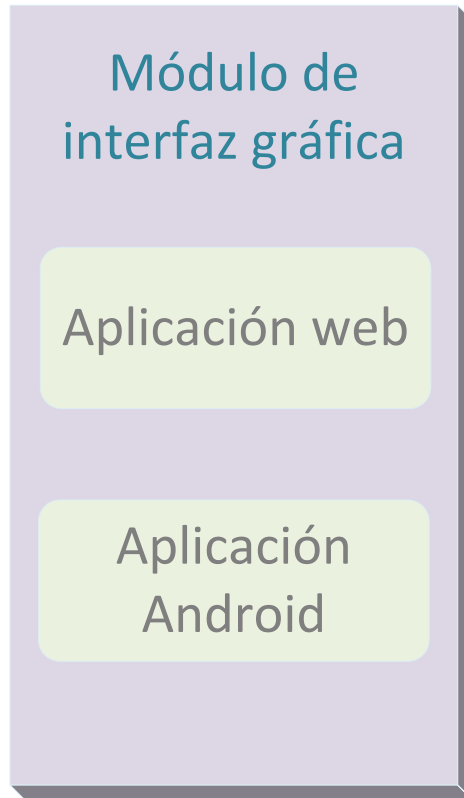 Módulo de
interfaz gráfica
Aplicación web
Aplicación
Android